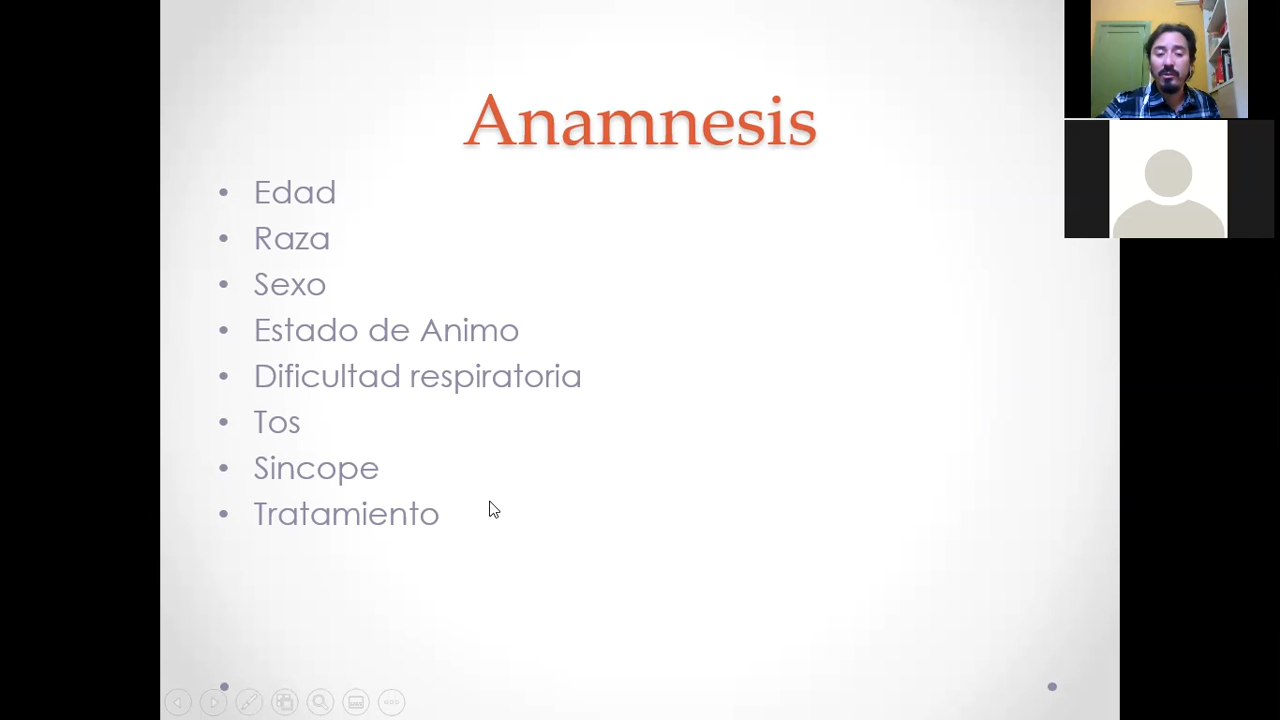 Anamnesis
• Edad
• Raza
• Sexo
• Estado de Animo
• Dificultad respiratoria
• Tos
• Sincope
• Tratamiento